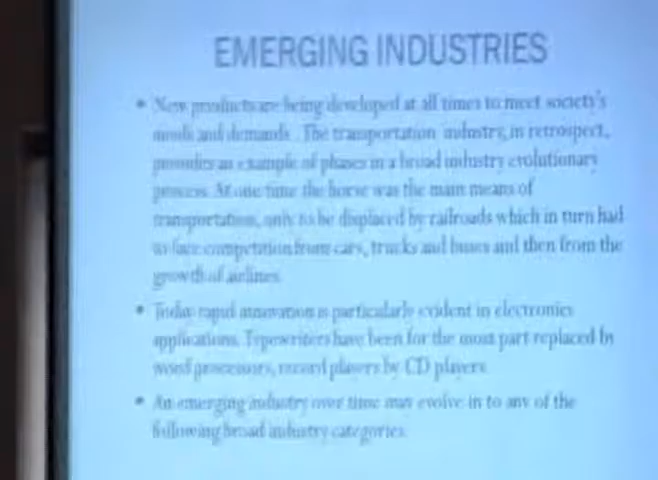 EMERGING INDUSTRIES
• New products are being developed at all times to meet society's
needs and demands. The transportation industry, in retrospect,
provides an example of phases in a broad industry evolutionary
process. At one time the horse was the main means of
transportation, only to be displaced by railroads which in turn had
to face competition from cars, trucks and buses and then from the
growth of airlines.
• Today rapid innovation is particularly evident in electronics
applications. Typewriters have been for the most part replaced by
word processors, record players by CD players.
• An emerging industry over time may evolve in to any of the
following broad industry categories.